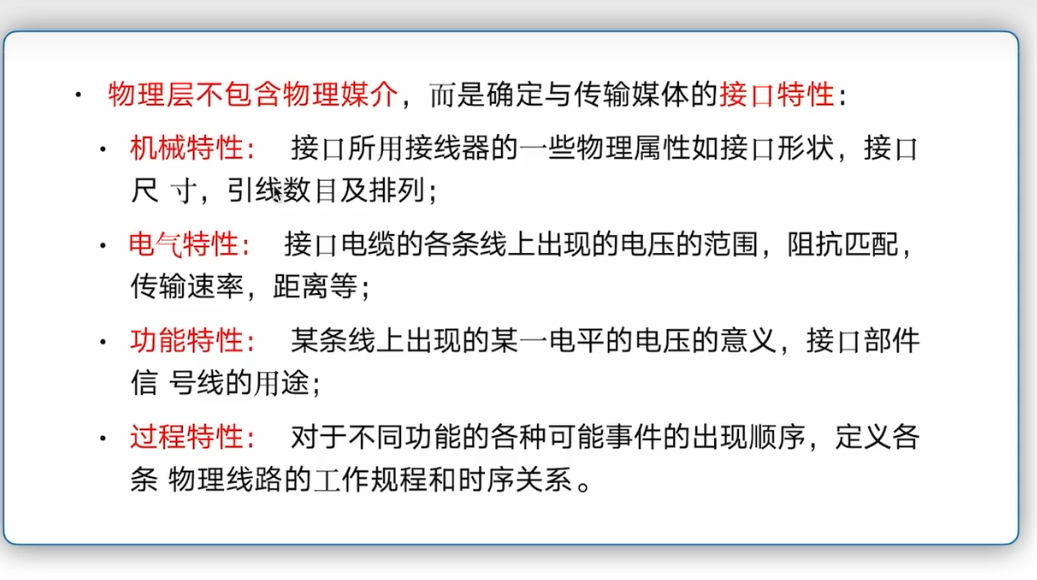 • 物理层不包含物理媒介，而是确定与传输媒体的接口特性：
• 机械特性： 接口所用接线器的一些物理属性如接口形状，接口
尺 寸，引线数目及排列；
• 电气特性： 接口电缆的各条线上出现的电压的范围，阻抗匹配，
传输速率，距离等；
• 功能特性： 某条线上出现的某一电平的电压的意义，接口部件
信 号线的用途；
• 过程特性： 对于不同功能的各种可能事件的出现顺序，定义各
条 物理线路的工作规程和时序关系。